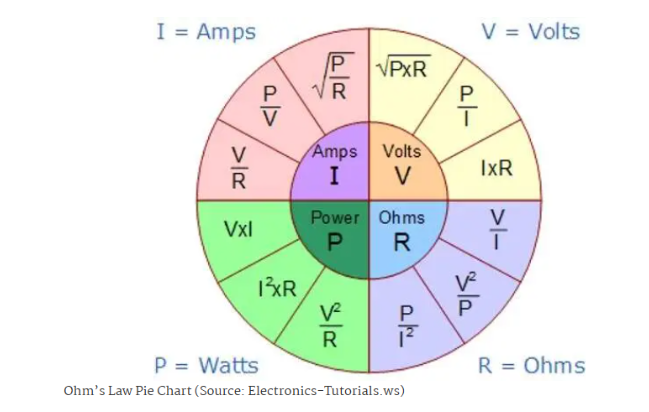 I = Amps
V = Volts
√P/R
√PxR
P/V
P/I
V/R
Amps
I
Volts
V
IxR
VxI
Power
P
Ohms
R
V/I
I²xR
V²/P
V²/R
P/I²
P = Watts
R = Ohms
Ohm's Law Pie Chart (Source: Electronics-Tutorials.ws)